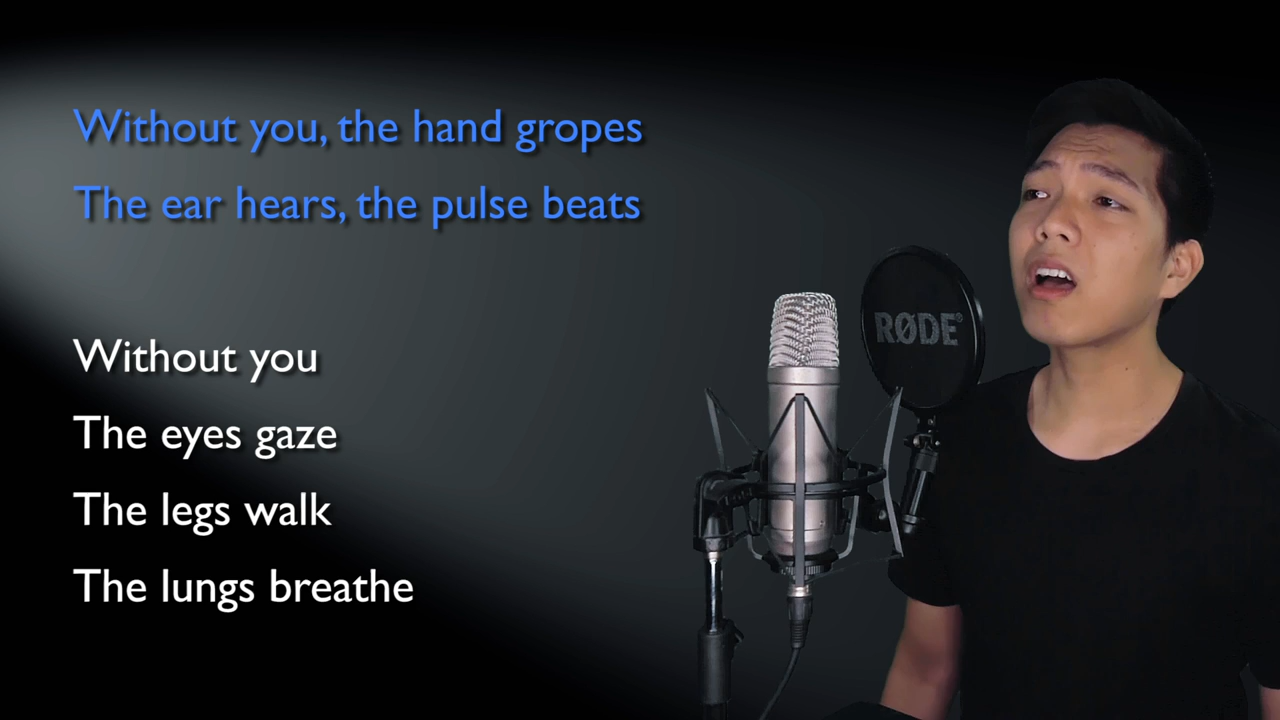 Without you, the hand gropes
The ear hears, the pulse beats
Without you
The eyes gaze
The legs walk
The lungs breathe
RØDE®